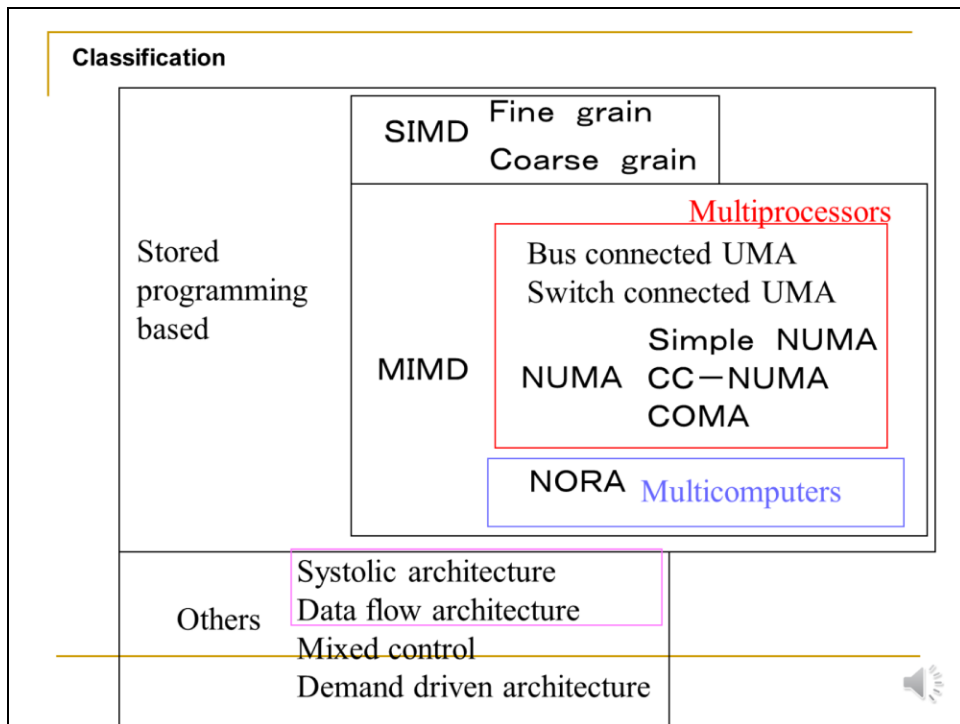 Classification
SIMD Fine grain
Coarse grain
Multiprocessors
Stored
programming
based
MIMD
Bus connected UMA
Switch connected UMA
NUMA
Simple NUMA
CC-NUMA
COMA
NORA Multicomputers
Others
Systolic architecture
Data flow architecture
Mixed control
Demand driven architecture